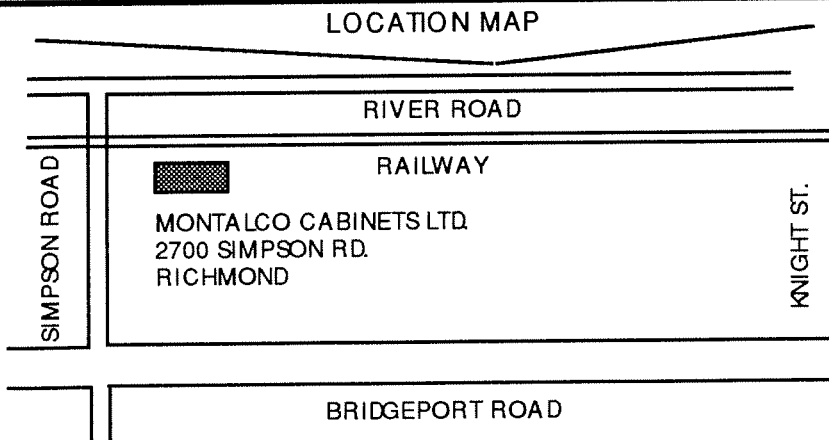 LOCATION MAP
RIVER ROAD
RAILWAY
SIMPSON ROAD
MONTALCO CABINETS LTD.
2700 SIMPSON RD.
RICHMOND
KNIGHT ST.
BRIDGEPORT ROAD